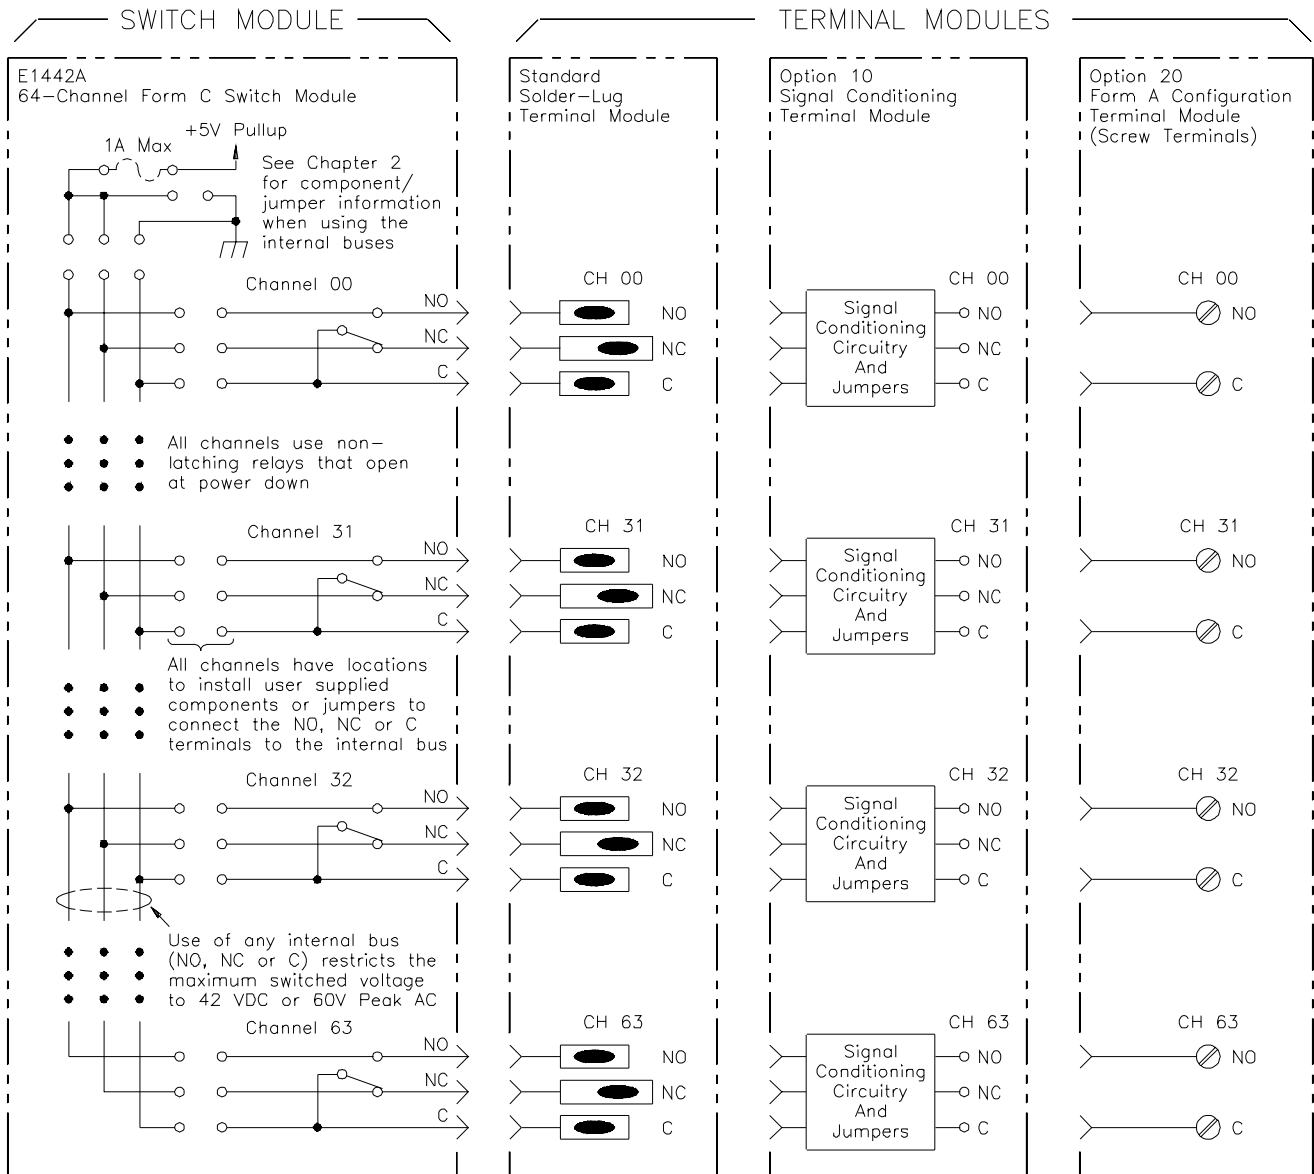 SWITCH MODULE
TERMINAL MODULES
E1442A
64-Channel Form C Switch Module
+5V Pullup
1A Max
See Chapter 2
for component/
jumper information
when using the
internal buses
Standard
Solder-Lug
Terminal Module
Option 10
Signal Conditioning
Terminal Module
Option 20
Form A Configuration
Terminal Module
(Screw Terminals)
Channel 00
NO
NC
C
CH 00
NO
NC
C
CH 00
Signal
Conditioning
Circuitry
And
Jumpers
NO
NC
C
CH 00
NO
C
All channels use non-
latching relays that open
at power down
Channel 31
NO
NC
C
CH 31
NO
NC
C
CH 31
Signal
Conditioning
Circuitry
And
Jumpers
NO
NC
C
CH 31
NO
C
All channels have locations
to install user supplied
components or jumpers to
connect the NO, NC or C
terminals to the internal bus
Channel 32
NO
NC
C
CH 32
NO
NC
C
CH 32
Signal
Conditioning
Circuitry
And
Jumpers
NO
NC
C
CH 32
NO
C
Use of any internal bus
(NO, NC or C) restricts the
maximum switched voltage
to 42 VDC or 60V Peak AC
Channel 63
NO
NC
C
CH 63
NO
NC
C
CH 63
Signal
Conditioning
Circuitry
And
Jumpers
NO
NC
C
CH 63
NO
C